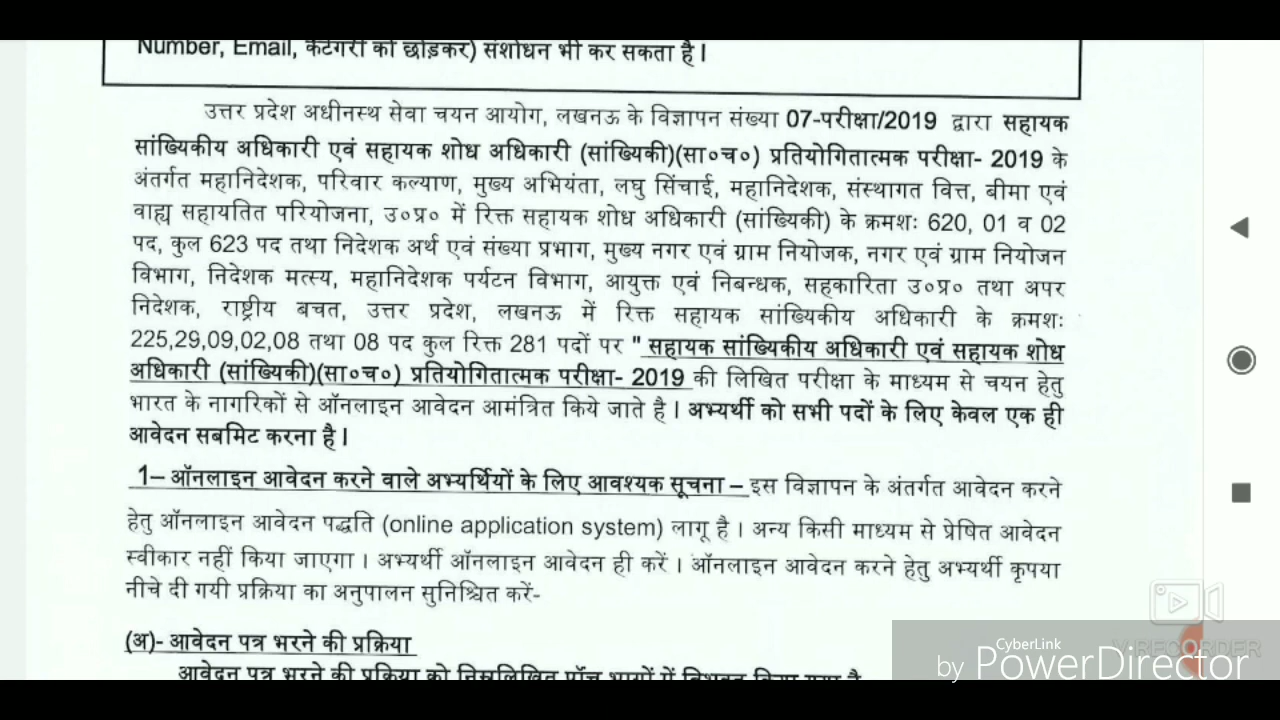 Number, Email, कैटेगरी को छोड़कर) संशोधन भी कर सकता है।
उत्तर प्रदेश अधीनस्थ सेवा चयन आयोग, लखनऊ के विज्ञापन संख्या 07-परीक्षा/2019 द्वारा सहायक
सांख्यिकीय अधिकारी एवं सहायक शोध अधिकारी (सांख्यिकी)(सा०च०) प्रतियोगितात्मक परीक्षा- 2019 के
अंतर्गत महानिदेशक, परिवार कल्याण, मुख्य अभियंता, लघु सिंचाई, महानिदेशक, संस्थागत वित्त, बीमा एवं
वाह्य सहायतित परियोजना, उ०प्र० में रिक्त सहायक शोध अधिकारी (सांख्यिकी) के क्रमशः 620, 01 व 02
पद, कुल 623 पद तथा निदेशक अर्थ एवं संख्या प्रभाग, मुख्य नगर एवं ग्राम नियोजक, नगर एवं ग्राम नियोजन
विभाग, निदेशक मत्स्य, महानिदेशक पर्यटन विभाग, आयुक्त एवं निबन्धक, सहकारिता उ०प्र० तथा अपर
निदेशक, राष्ट्रीय बचत, उत्तर प्रदेश, लखनऊ में रिक्त सहायक सांख्यिकीय अधिकारी के क्रमशः
225,29,09,02,08 तथा 08 पद कुल रिक्त 281 पदों पर " सहायक सांख्यिकीय अधिकारी एवं सहायक शोध
अधिकारी (सांख्यिकी)(सा०च०) प्रतियोगितात्मक परीक्षा- 2019 की लिखित परीक्षा के माध्यम से चयन हेतु
भारत के नागरिकों से ऑनलाइन आवेदन आमंत्रित किये जाते है। अभ्यर्थी को सभी पदों के लिए केवल एक ही
आवेदन सबमिट करना है।
1– ऑनलाइन आवेदन करने वाले अभ्यर्थियों के लिए आवश्यक सूचना – इस विज्ञापन के अंतर्गत आवेदन करने
हेतु ऑनलाइन आवेदन पद्धति (online application system) लागू है। अन्य किसी माध्यम से प्रेषित आवेदन
स्वीकार नहीं किया जाएगा। अभ्यर्थी ऑनलाइन आवेदन ही करें। ऑनलाइन आवेदन करने हेतु अभ्यर्थी कृपया
नीचे दी गयी प्रक्रिया का अनुपालन सुनिश्चित करें-
(अ)- आवेदन पत्र भरने की प्रक्रिया
आवेदन पत्र भरने की प्रक्रिया को निम्नलिखित पाँच भागों में विभक्त किया गया है
V RECORDER
CyberLink
by PowerDirector